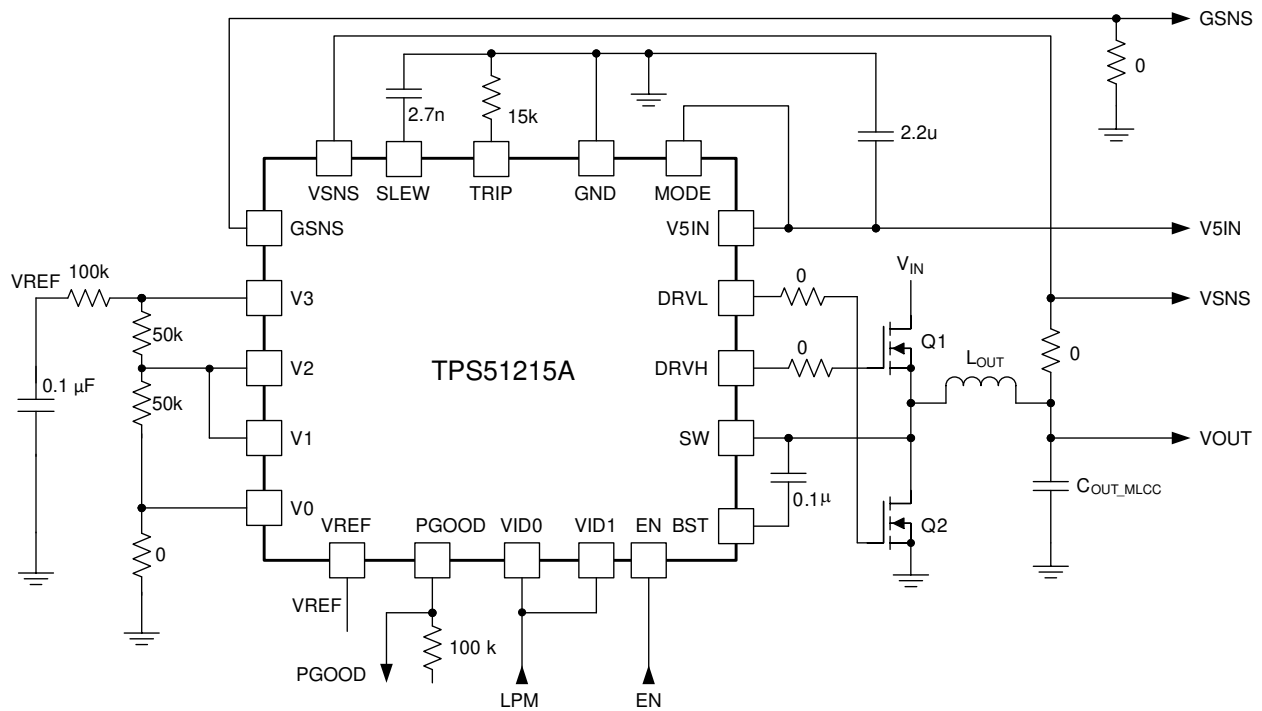 GSNS
0
2.7n
15k
2.2u
VSNS
SLEW
TRIP
GND
MODE
GSNS
V5IN
V5IN
VREF
100k
V3
50k
0.1 μF
V2
50k
V1
V0
0
TPS51215A
DRVL
0
DRVH
0
VIN
Q1
VSNS
0
LOUT
SW
VOUT
0.1μ
COUT_MLCC
BST
Q2
VREF
PGOOD
VID0
VID1
EN
VREF
100 k
PGOOD
LPM
EN